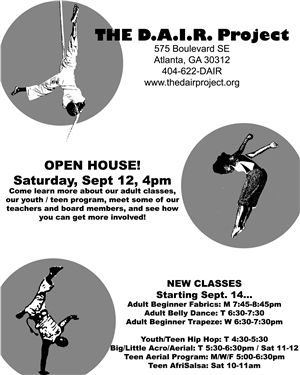 THE D.A.I.R. Project
575 Boulevard SE
Atlanta, GA 30312
404-622-DAIR
www.thedairproject.org
OPEN HOUSE!
Saturday, Sept 12, 4pm
Come learn more about our adult classes,
our youth / teen program, meet some of our
teachers and board members, and see how
you can get more involved!
NEW CLASSES
Starting Sept. 14...
Adult Beginner Fabrics: M 7:45-8:45pm
Adult Belly Dance: T 6:30-7:30
Adult Beginner Trapeze: W 6:30-7:30pm
Youth/Teen Hip Hop: T 4:30-5:30
Big/Little Acro/Aerial: T 5:30-6:30pm / Sat 11-12
Teen Aerial Program: M/W/F 5:00-6:30pm
Teen AfriSalsa: Sat 10-11am